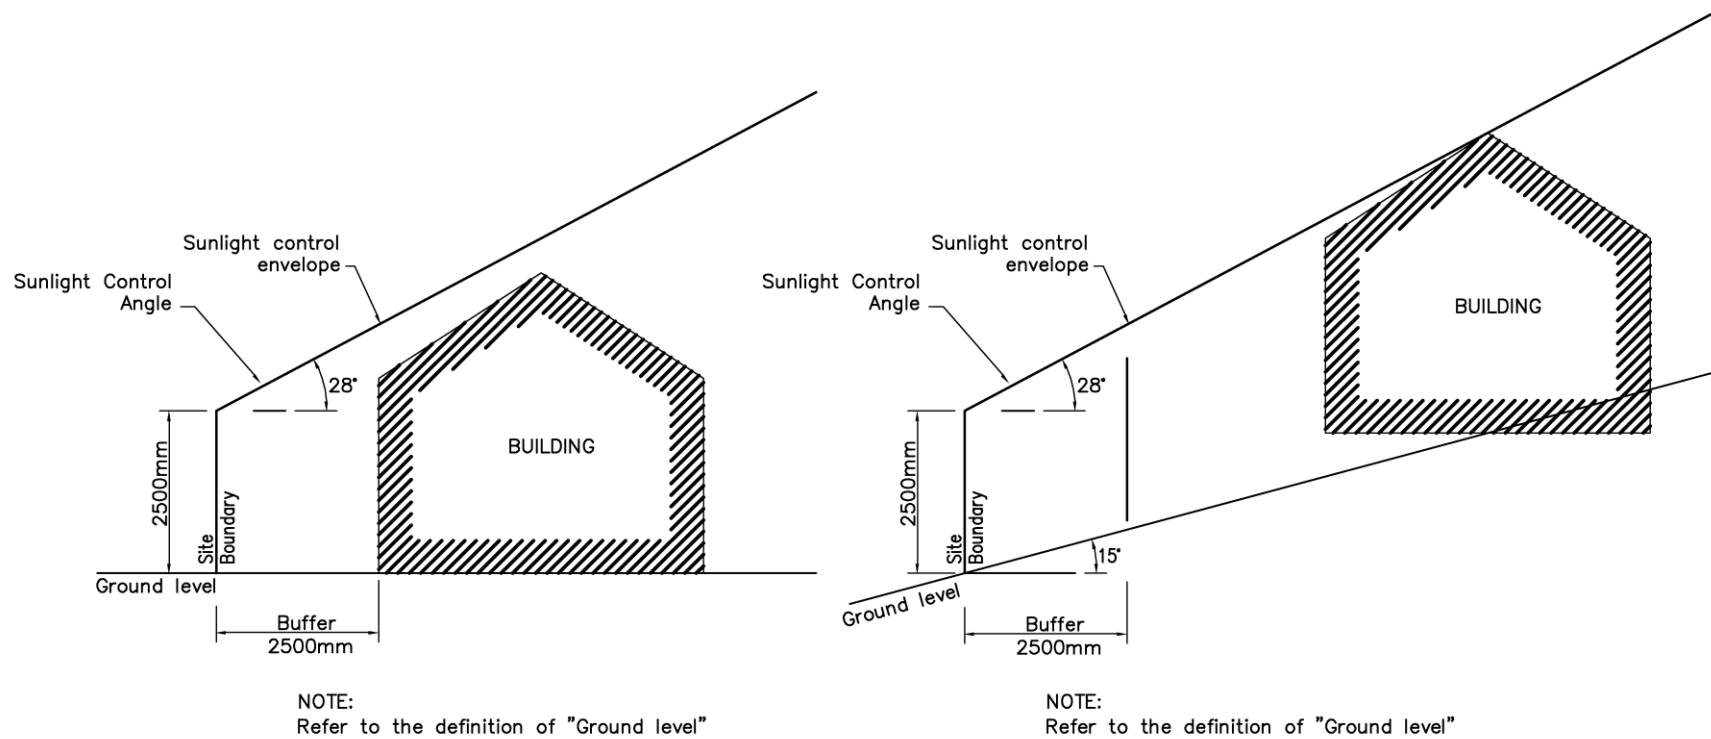 Sunlight control
envelope
Sunlight Control
Angle
28°
2500mm
Site
Boundary
BUILDING
Ground level
Buffer
2500mm
NOTE:
Refer to the definition of "Ground level"
Sunlight control
envelope
Sunlight Control
Angle
28°
2500mm
Site
Boundary
BUILDING
15°
Ground level
Buffer
2500mm
NOTE:
Refer to the definition of "Ground level"